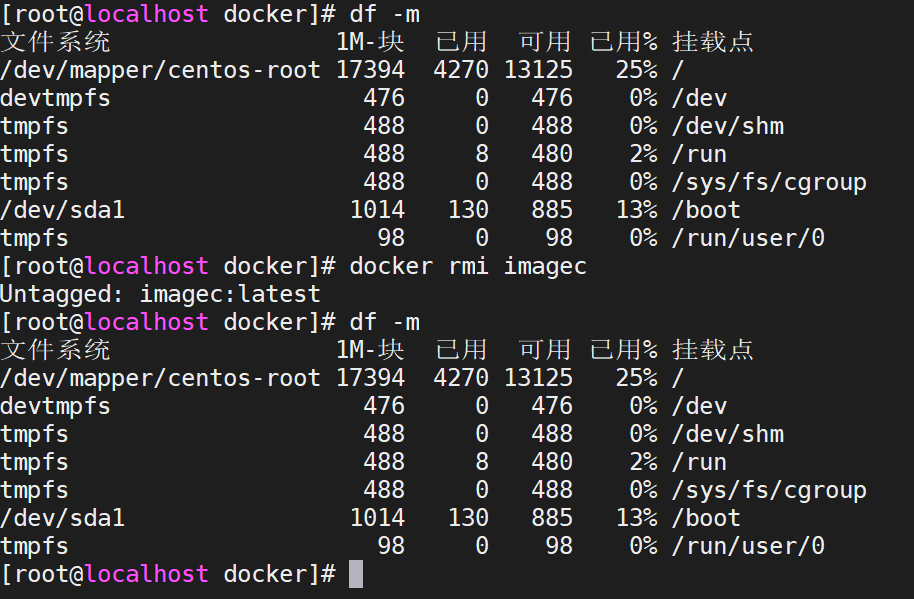 [root@localhost docker]# df -m
文件系统                1M-块  已用  可用 已用% 挂载点
/dev/mapper/centos-root 17394  4270 13125   25% /
devtmpfs                  476     0   476    0% /dev
tmpfs                     488     0   488    0% /dev/shm
tmpfs                     488     8   480    2% /run
tmpfs                     488     0   488    0% /sys/fs/cgroup
/dev/sda1                1014   130   885   13% /boot
tmpfs                      98     0    98    0% /run/user/0
[root@localhost docker]# docker rmi imagec
Untagged: imagec:latest
[root@localhost docker]# df -m
文件系统                1M-块  已用  可用 已用% 挂载点
/dev/mapper/centos-root 17394  4270 13125   25% /
devtmpfs                  476     0   476    0% /dev
tmpfs                     488     0   488    0% /dev/shm
tmpfs                     488     8   480    2% /run
tmpfs                     488     0   488    0% /sys/fs/cgroup
/dev/sda1                1014   130   885   13% /boot
tmpfs                      98     0    98    0% /run/user/0
[root@localhost docker]#